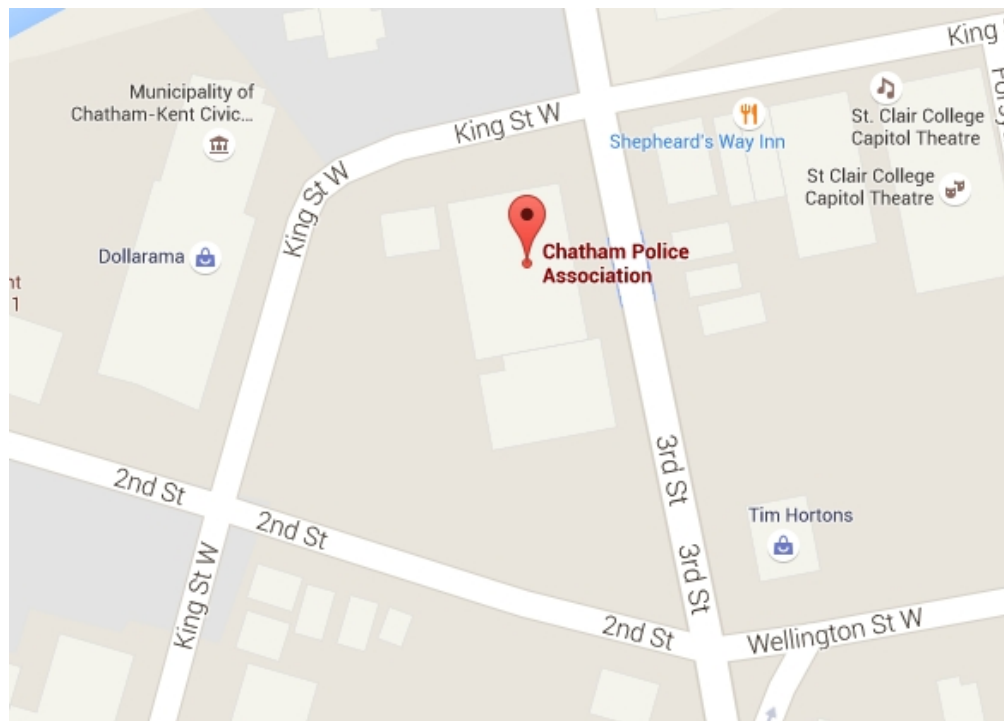 King
Municipality of
Chatham-Kent Civic...
King St W
Shepheard's Way Inn
St. Clair College
Capitol Theatre
St Clair College
Capitol Theatre
King St W
Dollarama
Chatham Police
Association
nt
1
3rd St
2nd St
2nd St
Tim Hortons
3rd St
King St W
2nd St
Wellington St W